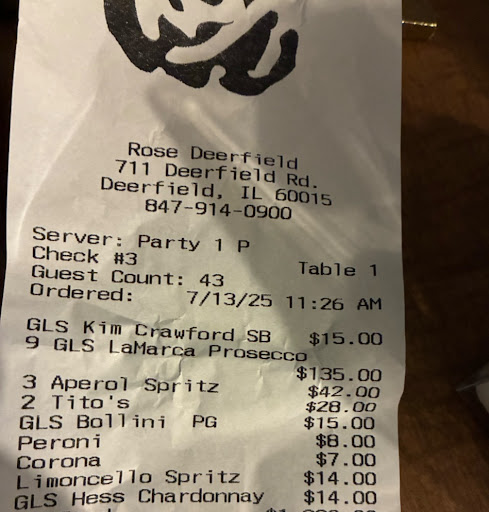 Rose Deerfield
711 Deerfield Rd.
Deerfield, IL 60015
847-914-0900
Server: Party 1 P
Check #3 Table 1
Guest Count: 43
Ordered: 7/13/25 11:26 AM
GLS Kim Crawford SB $15.00
9 GLS LaMarca Prosecco
$135.00
3 Aperol Spritz $42.00
2 Tito's $28.00
GLS Bollini PG $15.00
Peroni $8.00
Corona $7.00
Limoncello Spritz $14.00
GLS Hess Chardonnay $14.00